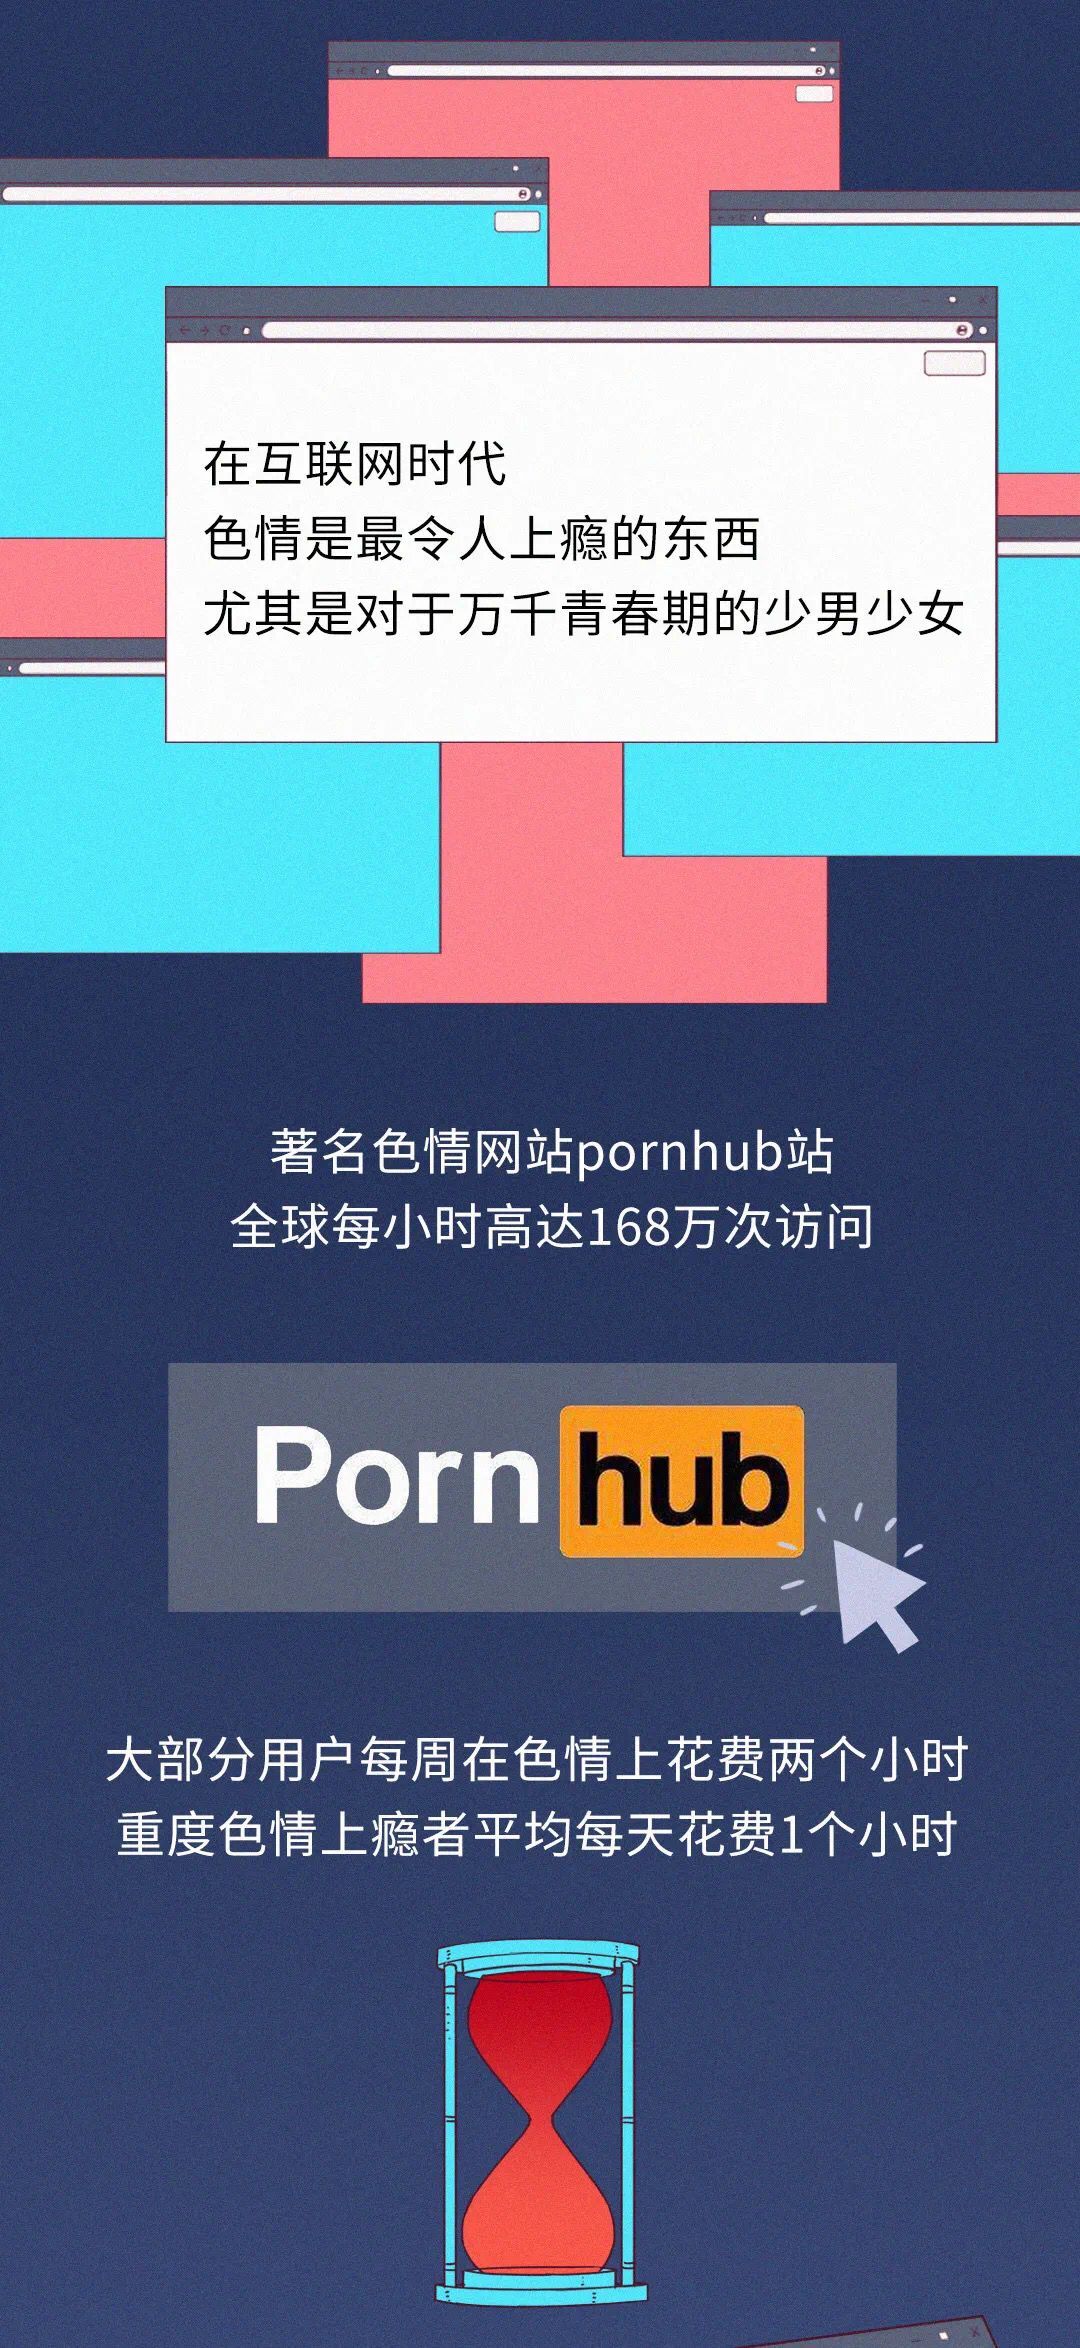 在互联网时代
色情是最令人上瘾的东西
尤其是对于万千青春期的少男少女
著名色情网站pornhub站
全球每小时高达168万次访问
Porn hub
大部分用户每周在色情上花费两个小时
重度色情上瘾者平均每天花费1个小时